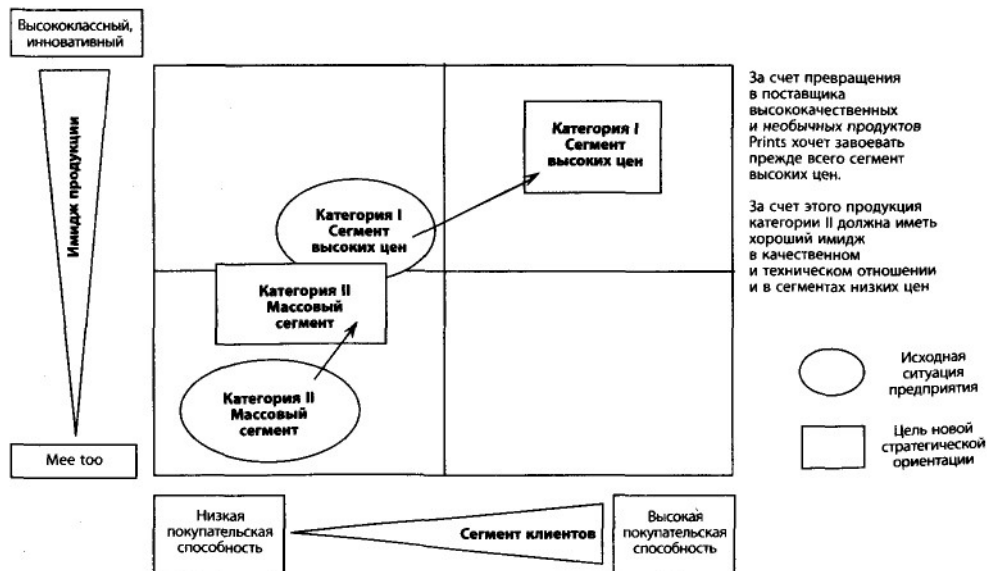 Высококлассный,
инновативный
Имидж продукции
Mee too
Категория I
Сегмент
высоких цен
Категория I
Сегмент
высоких цен
Категория II
Массовый
сегмент
Категория II
Массовый
сегмент
За счет превращения
в поставщика
высококачественных
и необычных продуктов
Prints хочет завоевать
прежде всего сегмент
высоких цен.
За счет этого продукция
категории II должна иметь
хороший имидж
в качественном
и техническом отношении
и в сегментах низких цен
Исходная
ситуация
предприятия
Цель новой
стратегической
ориентации
Низкая
покупательская
способность
Сегмент клиентов
Высокая
покупательская
способность